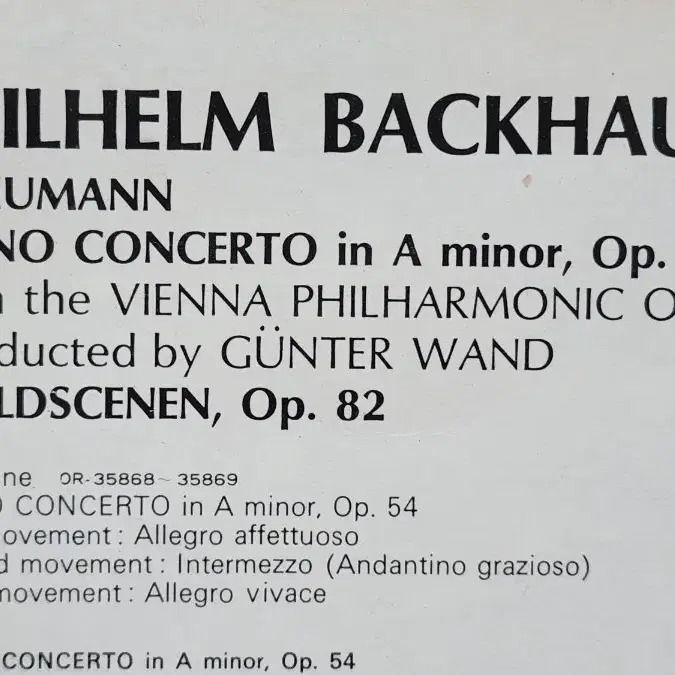 ILHELM BACKHAU
UMANN
NO CONCERTO in A minor, Op.
the VIENNA PHILHARMONIC O
ducted by GÜNTER WAND
LDSCENEN, Op. 82
ne OR-35868~35869
O CONCERTO in A minor, Op. 54
ovement : Allegro affettuoso
d movement : Intermezzo (Andantino grazioso)
movement : Allegro vivace
CONCERTO in A minor, Op. 54